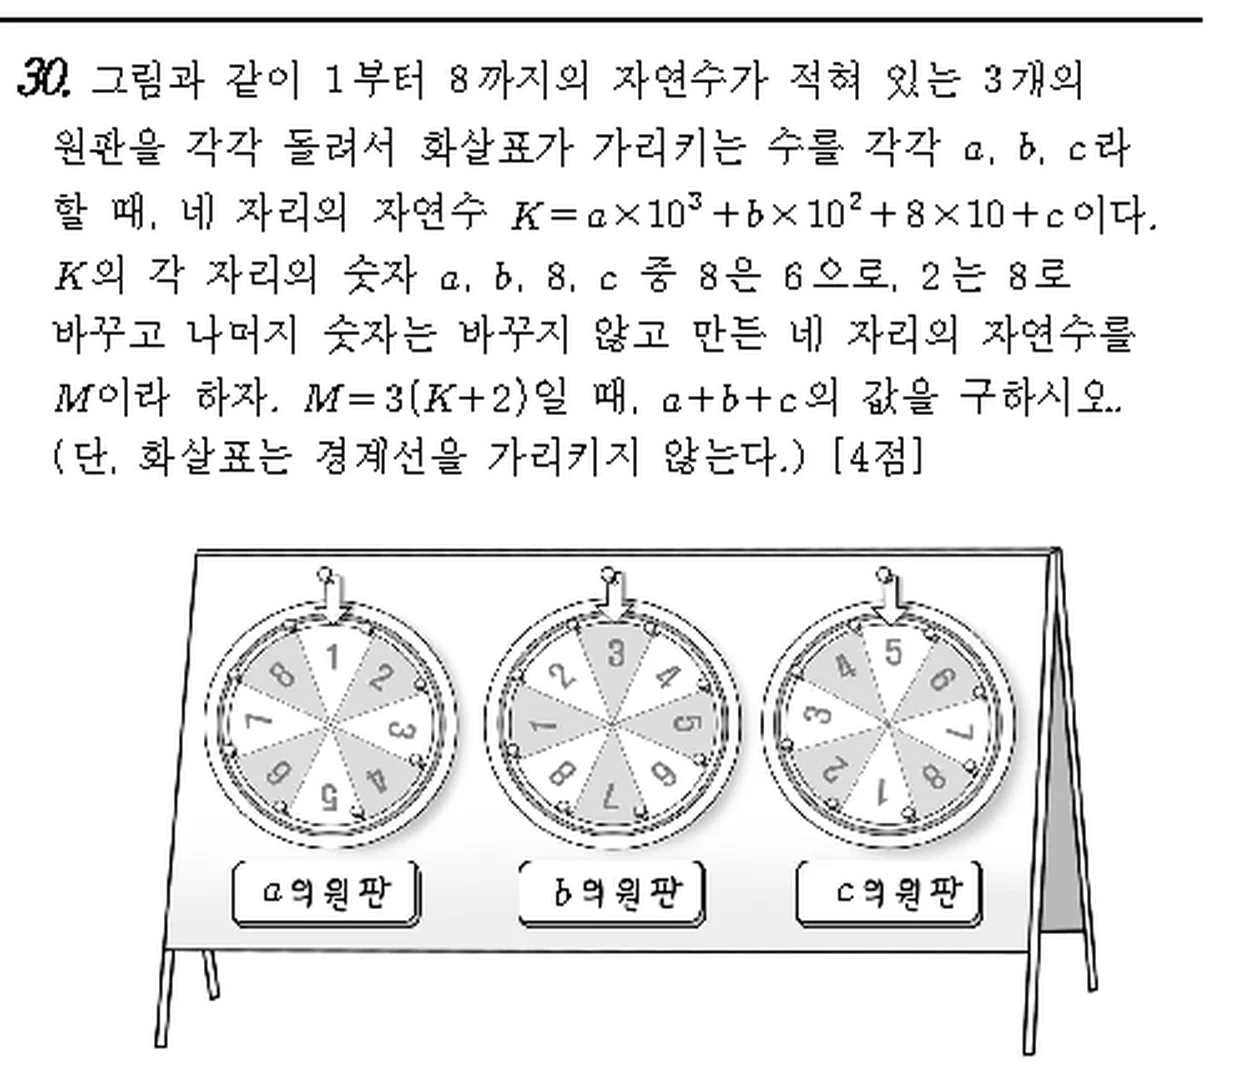 30. 그림과 같이 1부터 8까지의 자연수가 적혀 있는 3개의
원판을 각각 돌려서 화살표가 가리키는 수를 각각 a, b, c라
할 때, 네 자리의 자연수 K=a×10³+b×10²+8×10+c이다.
K의 각 자리의 숫자 a, b, 8, c 중 8은 6으로, 2는 8로
바꾸고 나머지 숫자는 바꾸지 않고 만든 네 자리의 자연수를
M이라 하자. M=3(K+2)일 때, a+b+c의 값을 구하시오.
(단, 화살표는 경계선을 가리키지 않는다.) [4점]
1 2 3 4 5 6 7 8
3 4 5 6 7 8 1 2
5 6 7 8 1 2 3 4
a의 원판
b의 원판
c의 원판